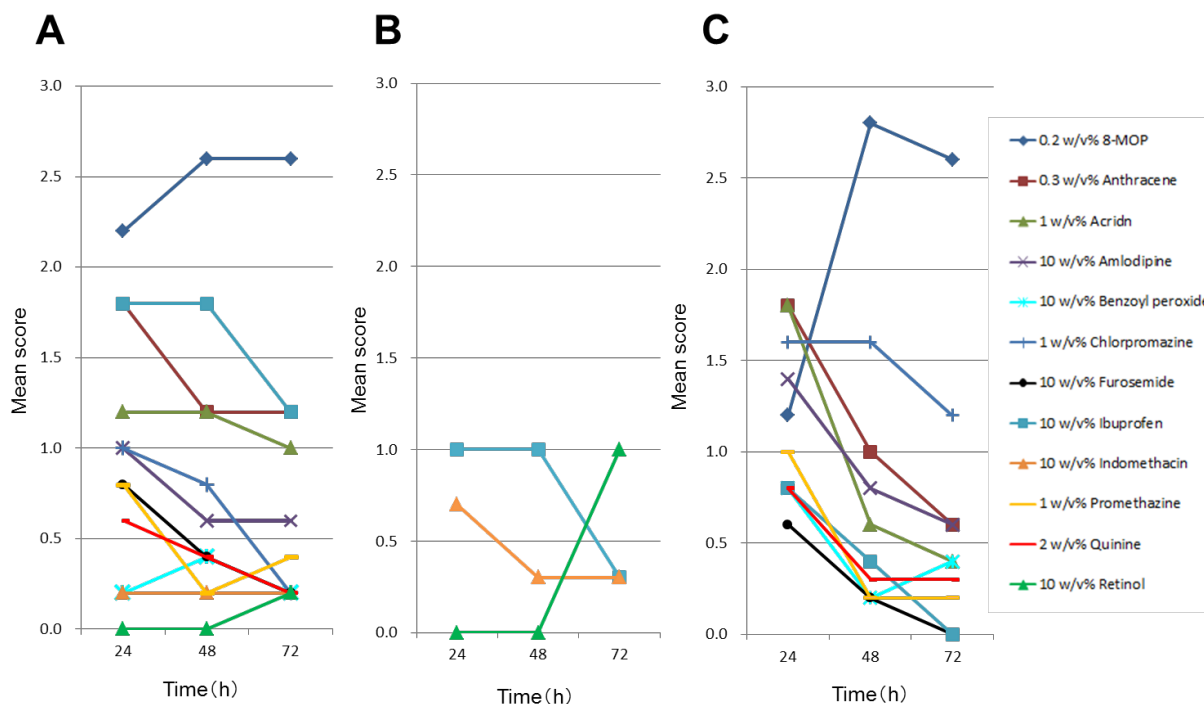 A
3.0
2.5
2.0
1.5
1.0
0.5
0.0
24 48 72
Mean score
Time(h)
B
3.0
2.5
2.0
1.5
1.0
0.5
0.0
24 48 72
Mean score
Time(h)
C
3.0
2.5
2.0
1.5
1.0
0.5
0.0
24 48 72
Mean score
Time(h)
0.2 w/v% 8-MOP
0.3 w/v% Anthracene
1 w/v% Acridn
10 w/v% Amlodipine
10 w/v% Benzoyl peroxide
1 w/v% Chlorpromazine
10 w/v% Furosemide
10 w/v% Ibuprofen
10 w/v% Indomethacin
1 w/v% Promethazine
2 w/v% Quinine
10 w/v% Retinol